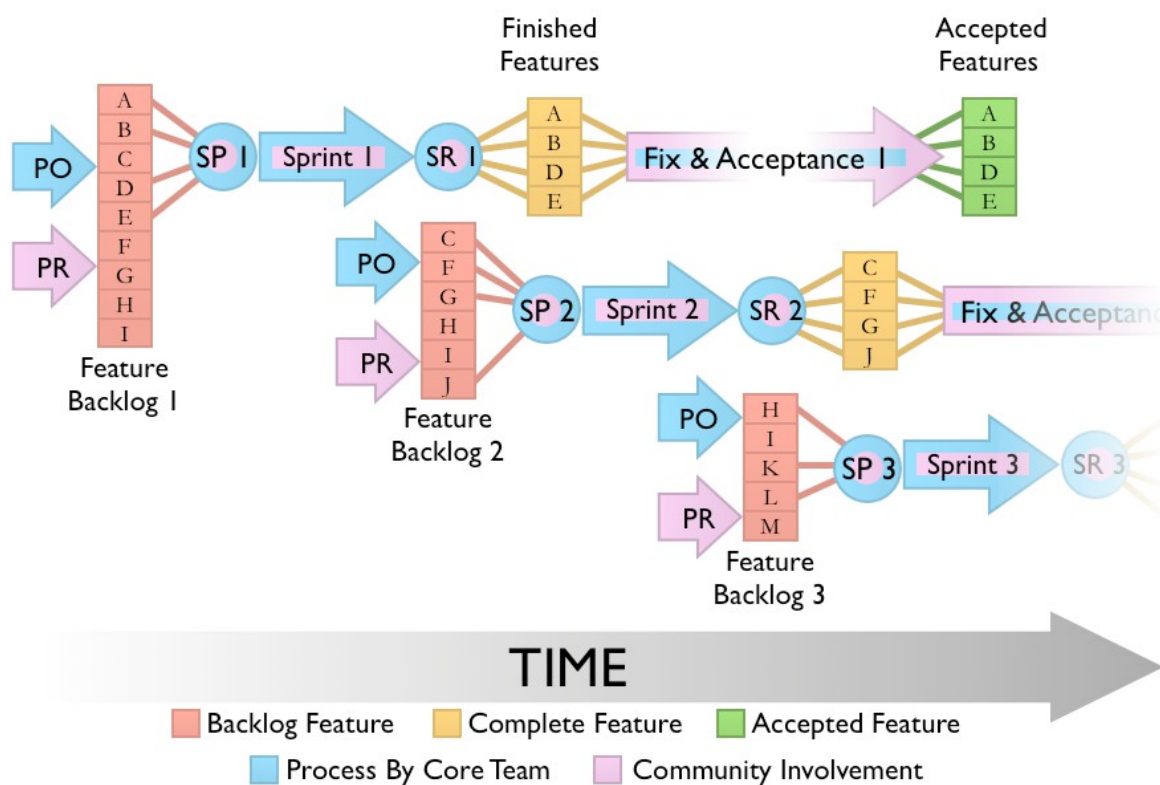 Finished
Features
Accepted
Features
PO
PR
A
B
C
D
E
F
G
H
I
Feature
Backlog 1
SP 1
Sprint 1
SR 1
A
B
D
E
Fix & Acceptance 1
A
B
D
E
PO
PR
C
F
G
H
I
J
Feature
Backlog 2
SP 2
Sprint 2
SR 2
C
F
G
J
Fix & Acceptanc
PO
PR
H
I
K
L
M
Feature
Backlog 3
SP 3
Sprint 3
SR 3
TIME
Backlog Feature
Complete Feature
Accepted Feature
Process By Core Team
Community Involvement